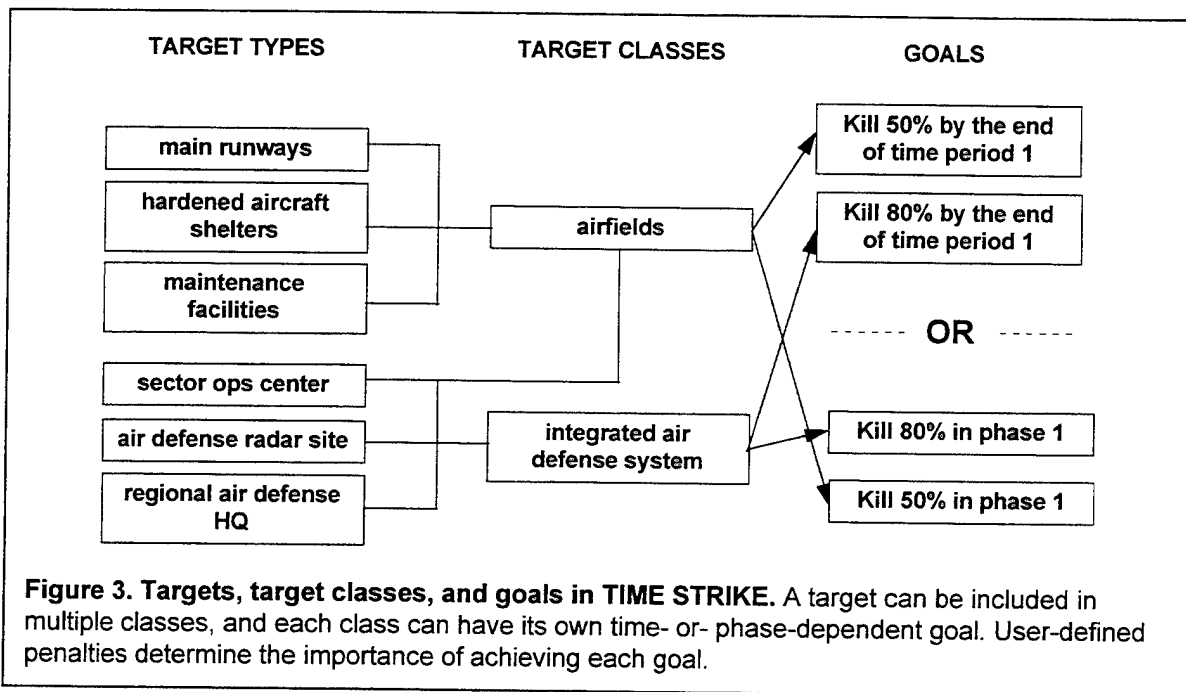 TARGET TYPES
TARGET CLASSES
GOALS
main runways
hardened aircraft
shelters
maintenance
facilities
sector ops center
air defense radar site
regional air defense
HQ
airfields
integrated air
defense system
Kill 50% by the end
of time period 1
Kill 80% by the end
of time period 1
OR
Kill 80% in phase 1
Kill 50% in phase 1
Figure 3. Targets, target classes, and goals in TIME STRIKE. A target can be included in
multiple classes, and each class can have its own time- or- phase-dependent goal. User-defined
penalties determine the importance of achieving each goal.